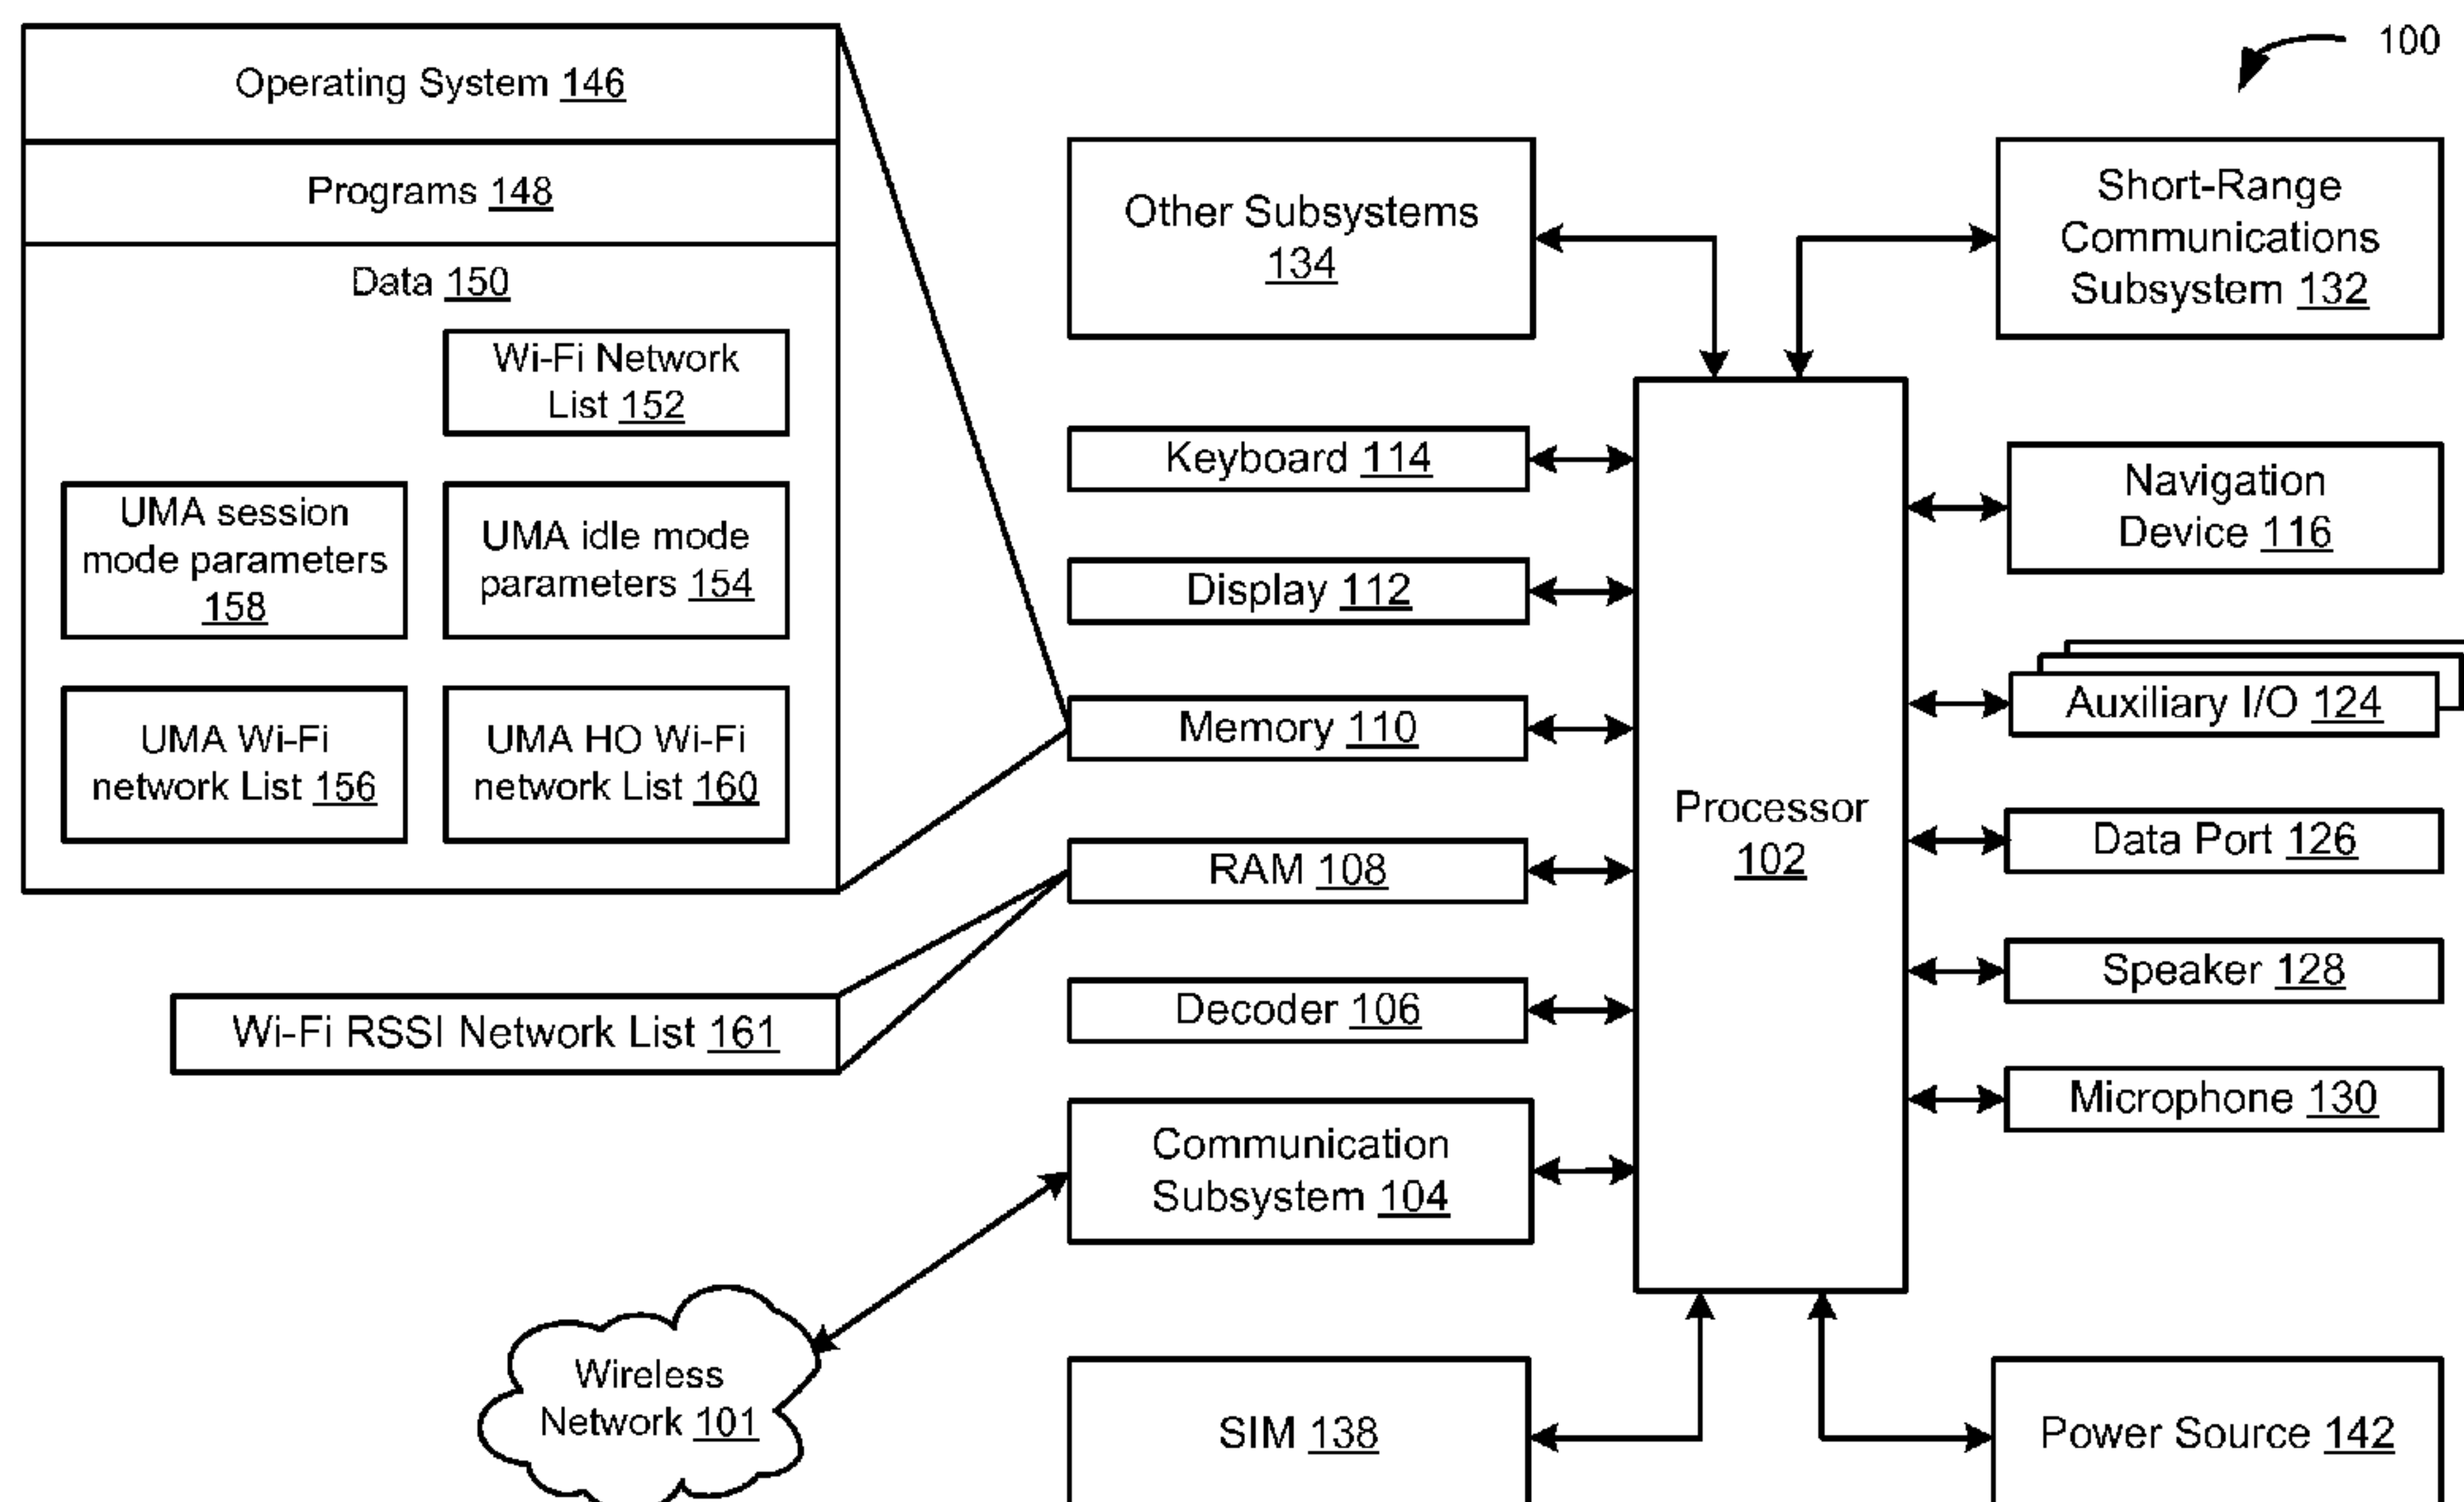 100
Operating System 146
Programs 148
Data 150
Wi-Fi Network
List 152
UMA session
mode parameters
158
UMA idle mode
parameters 154
UMA Wi-Fi
network List 156
UMA HO Wi-Fi
network List 160
Wi-Fi RSSI Network List 161
Wireless
Network 101
Other Subsystems
134
Keyboard 114
Display 112
Memory 110
RAM 108
Decoder 106
Communication
Subsystem 104
SIM 138
Processor
102
Short-Range
Communications
Subsystem 132
Navigation
Device 116
Auxiliary I/O 124
Data Port 126
Speaker 128
Microphone 130
Power Source 142